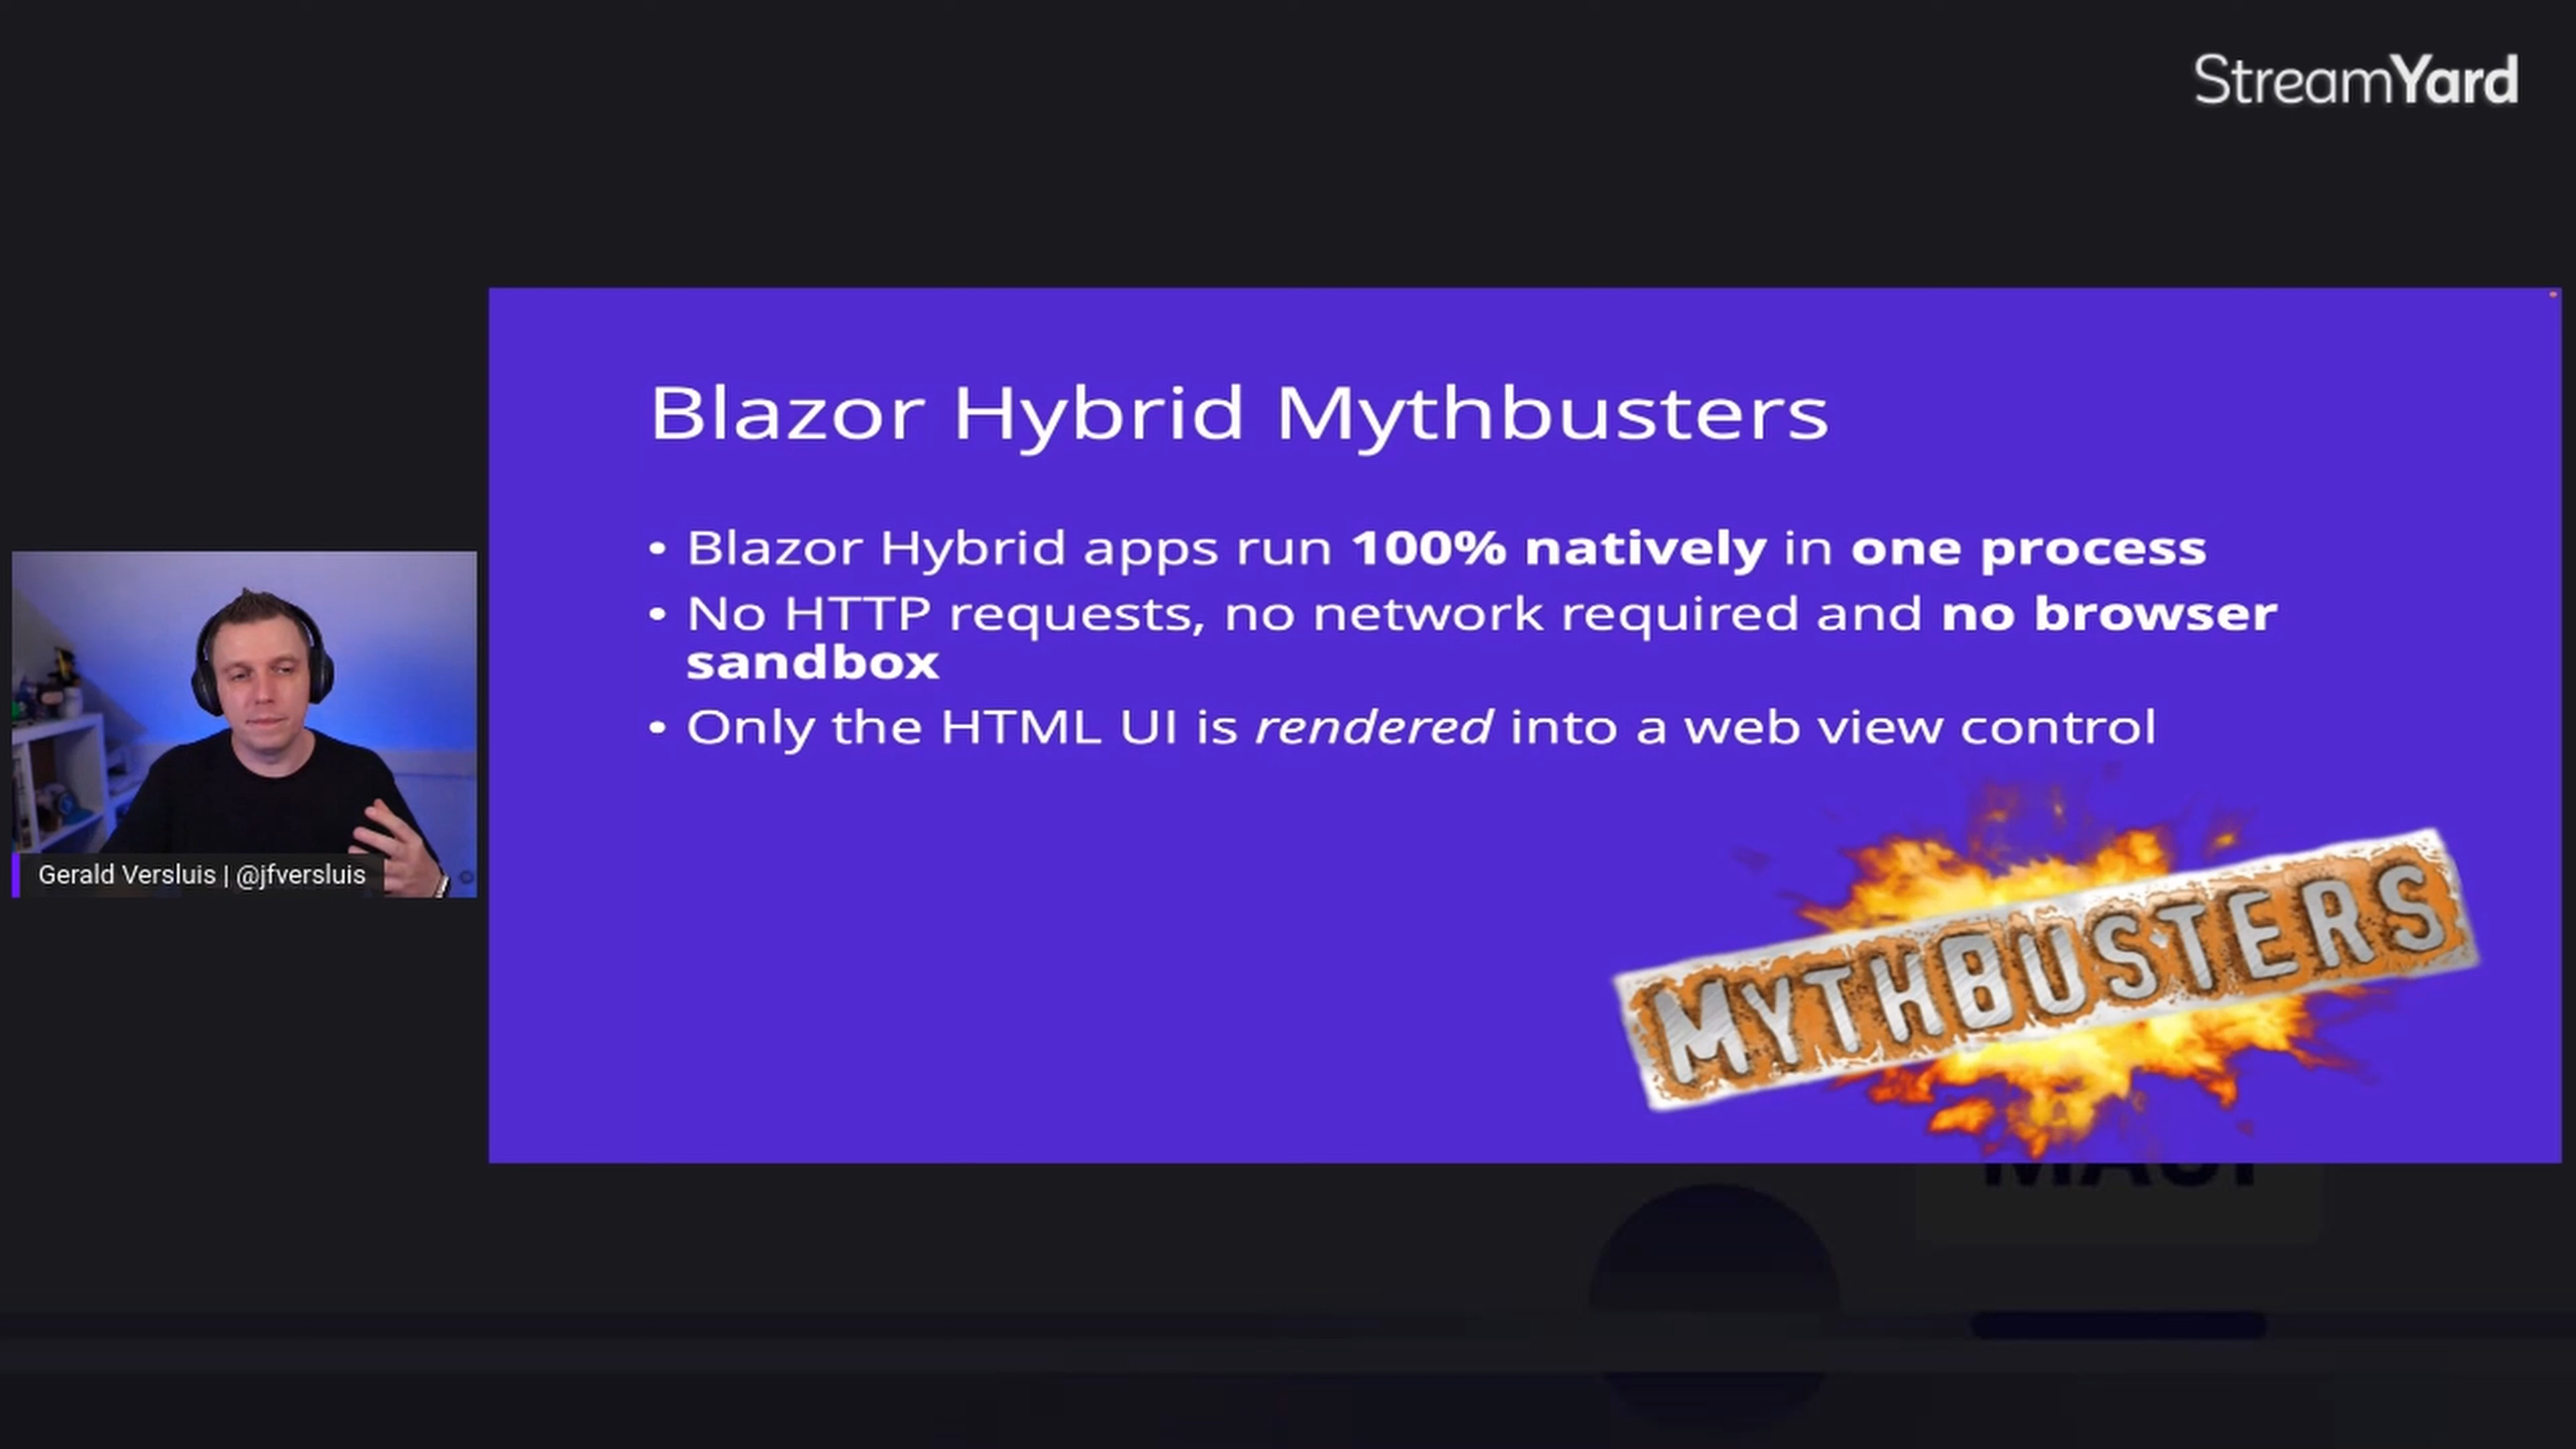 StreamYard
Blazor Hybrid Mythbusters
• Blazor Hybrid apps run 100% natively in one process
• No HTTP requests, no network required and no browser
sandbox
• Only the HTML UI is rendered into a web view control
MYTHBUSTERS
Gerald Versluis | @jfversluis
MAUI